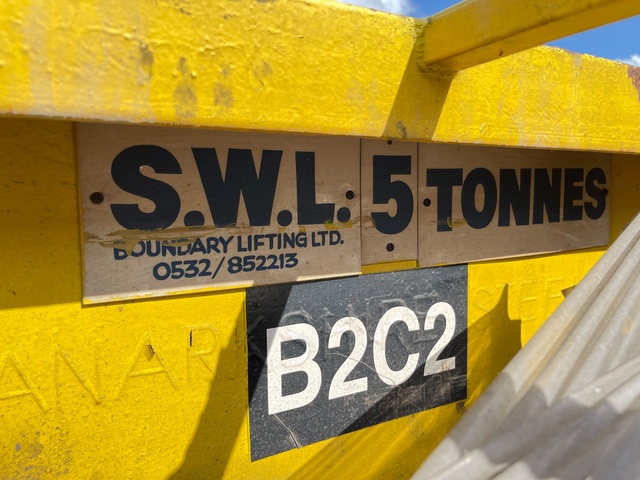 S.W.L. 5 TONNES
BOUNDARY LIFTING LTD.
0532/852213
B2C2